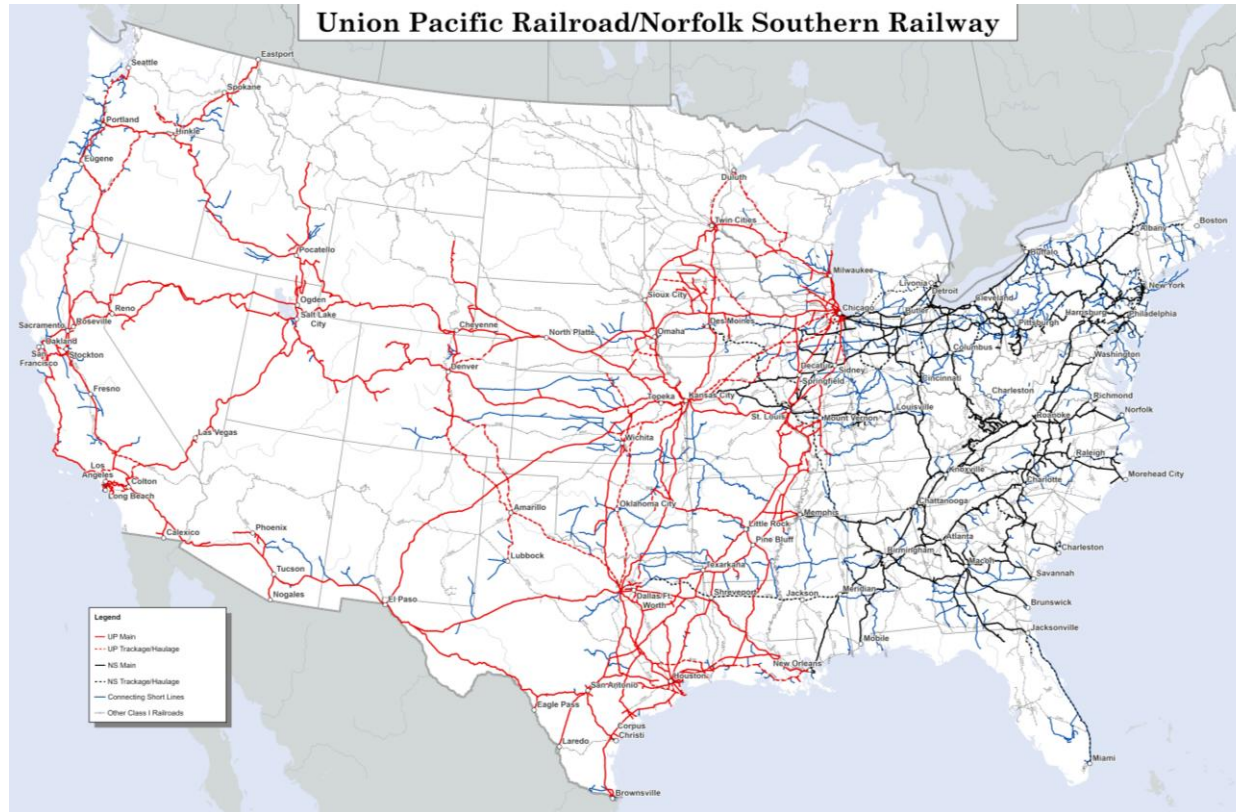 Union Pacific Railroad/Norfolk Southern Railway
Eastport
Seattle
Spokane
Portland
Hinkle
Eugene
Duluth
Twin Cities
Boston
Albany
Buffalo
Pocatello
Milwaukee
Livonia
Detroit
New York
Ogden
Sioux City
Chicago
Cleveland
Reno
Salt Lake
City
Butler
Harrisburg
Philadelphia
Sacramento
Roseville
Cheyenne
North Platte
Omaha
Des Moines
Pittsburgh
Oakland
San
Francisco
Stockton
Denver
Columbus
Washington
Decatur
Sidney
Cincinnati
Springfield
Fresno
Topeka
Kansas City
Charleston
Richmond
St. Louis
Mount Vernon
Louisville
Roanoke
Norfolk
Las Vegas
Wichita
Raleigh
Los
Angeles
Colton
Knoxville
Charlotte
Morehead City
Long Beach
Amarillo
Oklahoma City
Chattanooga
Calexico
Phoenix
Memphis
Little Rock
Pine Bluff
Atlanta
Charleston
Lubbock
Birmingham
Tucson
Texarkana
Macon
Savannah
Nogales
El Paso
Dallas/Ft.
Worth
Shreveport
Jackson
Meridian
Brunswick
Jacksonville
Mobile
New Orleans
Houston
San Antonio
Eagle Pass
Corpus
Christi
Laredo
Miami
Brownsville
Legend
UP Main
UP Trackage/Haulage
NS Main
NS Trackage/Haulage
Connecting Short Lines
Other Class I Railroads